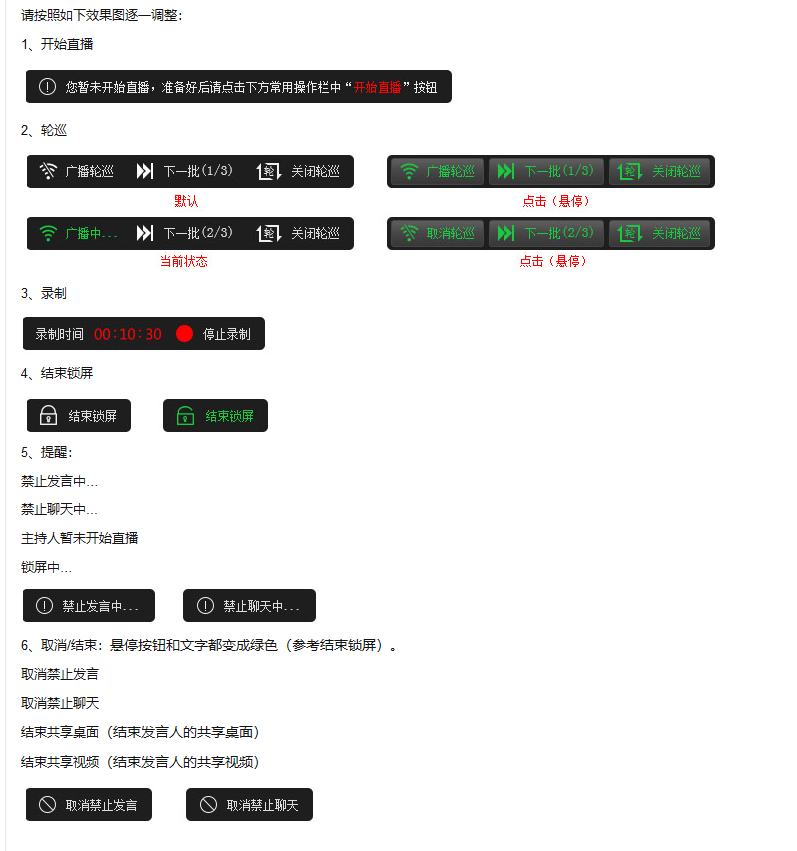 请按照如下效果图逐一调整：
1、开始直播
您暂未开始直播，准备好后请点击下方常用操作栏中“开始直播”按钮
2、轮巡
广播轮巡 下一批(1/3) 轮 关闭轮巡 广播轮巡 下一批(1/3) 轮 关闭轮巡
默认 点击（悬停）
广播中... 下一批(2/3) 轮 关闭轮巡 取消轮巡 下一批(2/3) 轮 关闭轮巡
当前状态 点击（悬停）
3、录制
录制时间 00:10:30 停止录制
4、结束锁屏
结束锁屏 结束锁屏
5、提醒：
禁止发言中...
禁止聊天中...
主持人暂未开始直播
锁屏中...
禁止发言中... 禁止聊天中...
6、取消/结束：悬停按钮和文字都变成绿色（参考结束锁屏）。
取消禁止发言
取消禁止聊天
结束共享桌面（结束发言人的共享桌面）
结束共享视频（结束发言人的共享视频）
取消禁止发言 取消禁止聊天